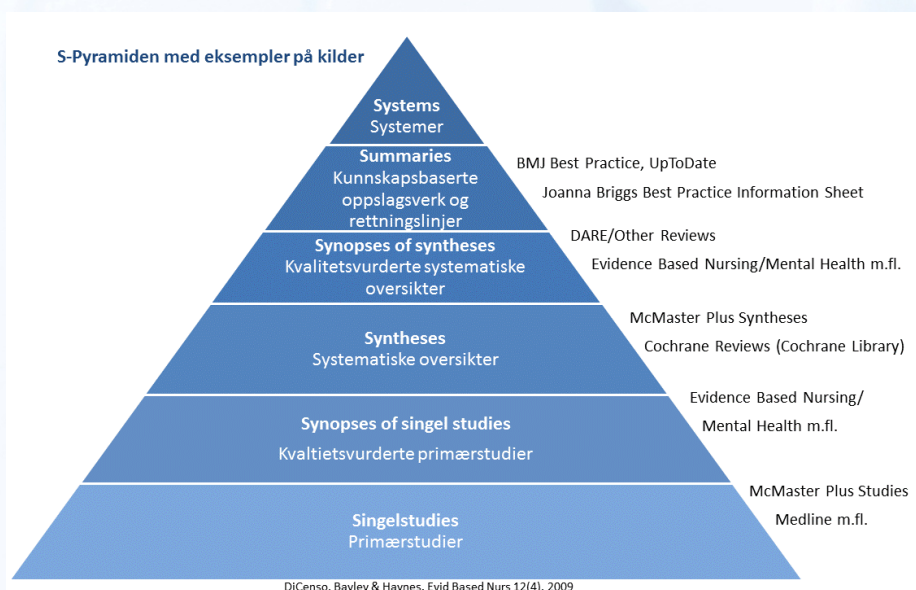 S-Pyramiden med eksempler på kilder
Systems
Systemer
Summaries
Kunnskapsbaserte
oppslagsverk og
rettningslinjer
BMJ Best Practice, UpToDate
Joanna Briggs Best Practice Information Sheet
Synopses of syntheses
Kvalitetsvurderte systematiske
oversikter
DARE/Other Reviews
Evidence Based Nursing/Mental Health m.fl.
Syntheses
Systematiske oversikter
McMaster Plus Syntheses
Cochrane Reviews (Cochrane Library)
Synopses of singel studies
Kvaltietsvurderte primærstudier
Evidence Based Nursing/
Mental Health m.fl.
Singelstudies
Primærstudier
McMaster Plus Studies
Medline m.fl.
DiCenso, Bayley & Haynes, Evid Based Nurs 12(4), 2009